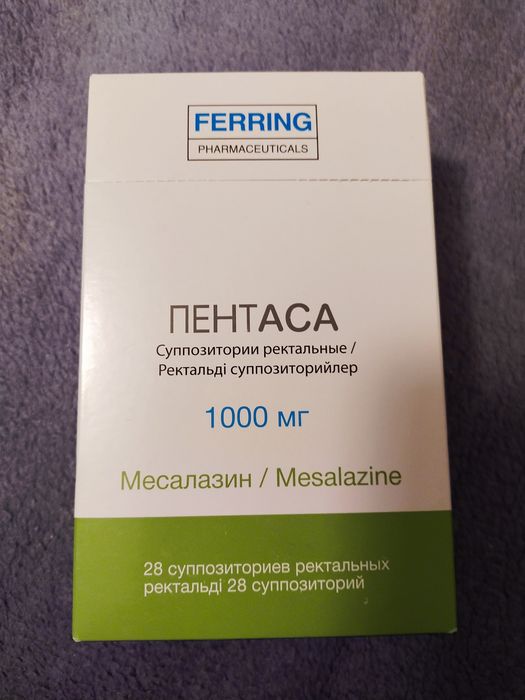 FERRING
PHARMACEUTICALS
ПЕНТАСА
Суппозитории ректальные /
Ректальді суппозиторийлер
1000 мг
Месалазин / Mesalazine
28 суппозиториев ректальных
ректальді 28 суппозиторий